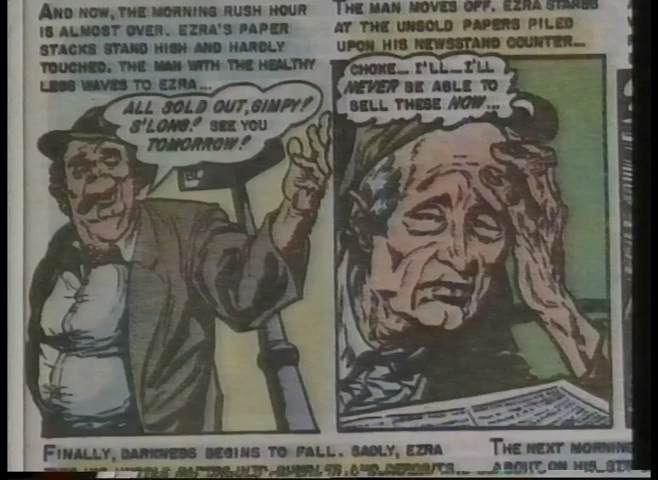 AND NOW, THE MORNING RUSH HOUR
IS ALMOST OVER. EZRA'S PAPER
STACKS STAND HIGH AND HARDLY
TOUCHED. THE MAN WITH THE HEALTHY
LEGS WAVES TO EZRA...
ALL SOLD OUT, GIMPY!
S'LONG! SEE YOU
TOMORROW!
THE MAN MOVES OFF. EZRA STARES
AT THE UNSOLD PAPERS PILED
UPON HIS NEWSSTAND COUNTER...
CHOKE... I'LL... I'LL
NEVER BE ABLE TO
SELL THESE NOW...
FINALLY, DARKNESS BEGINS TO FALL. SADLY, EZRA
THE NEXT MORNING
ABOUT ON HIS